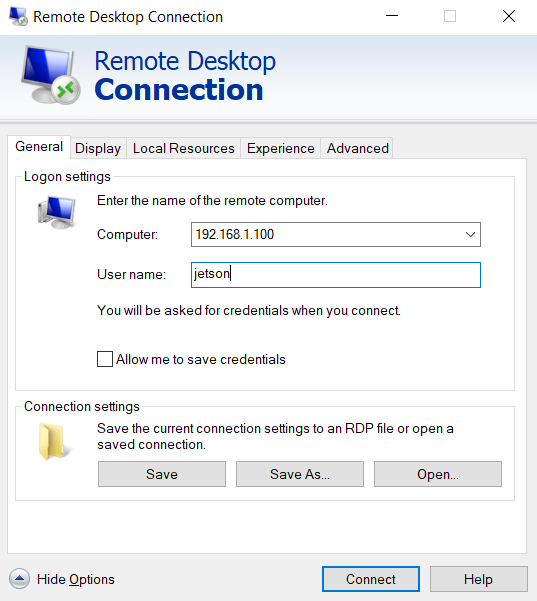 Remote Desktop Connection
Remote Desktop
Connection
General Display Local Resources Experience Advanced
Logon settings
Enter the name of the remote computer.
Computer: 192.168.1.100
User name: jetson
You will be asked for credentials when you connect.
Allow me to save credentials
Connection settings
Save the current connection settings to an RDP file or open a
saved connection.
Save Save As... Open...
Hide Options Connect Help